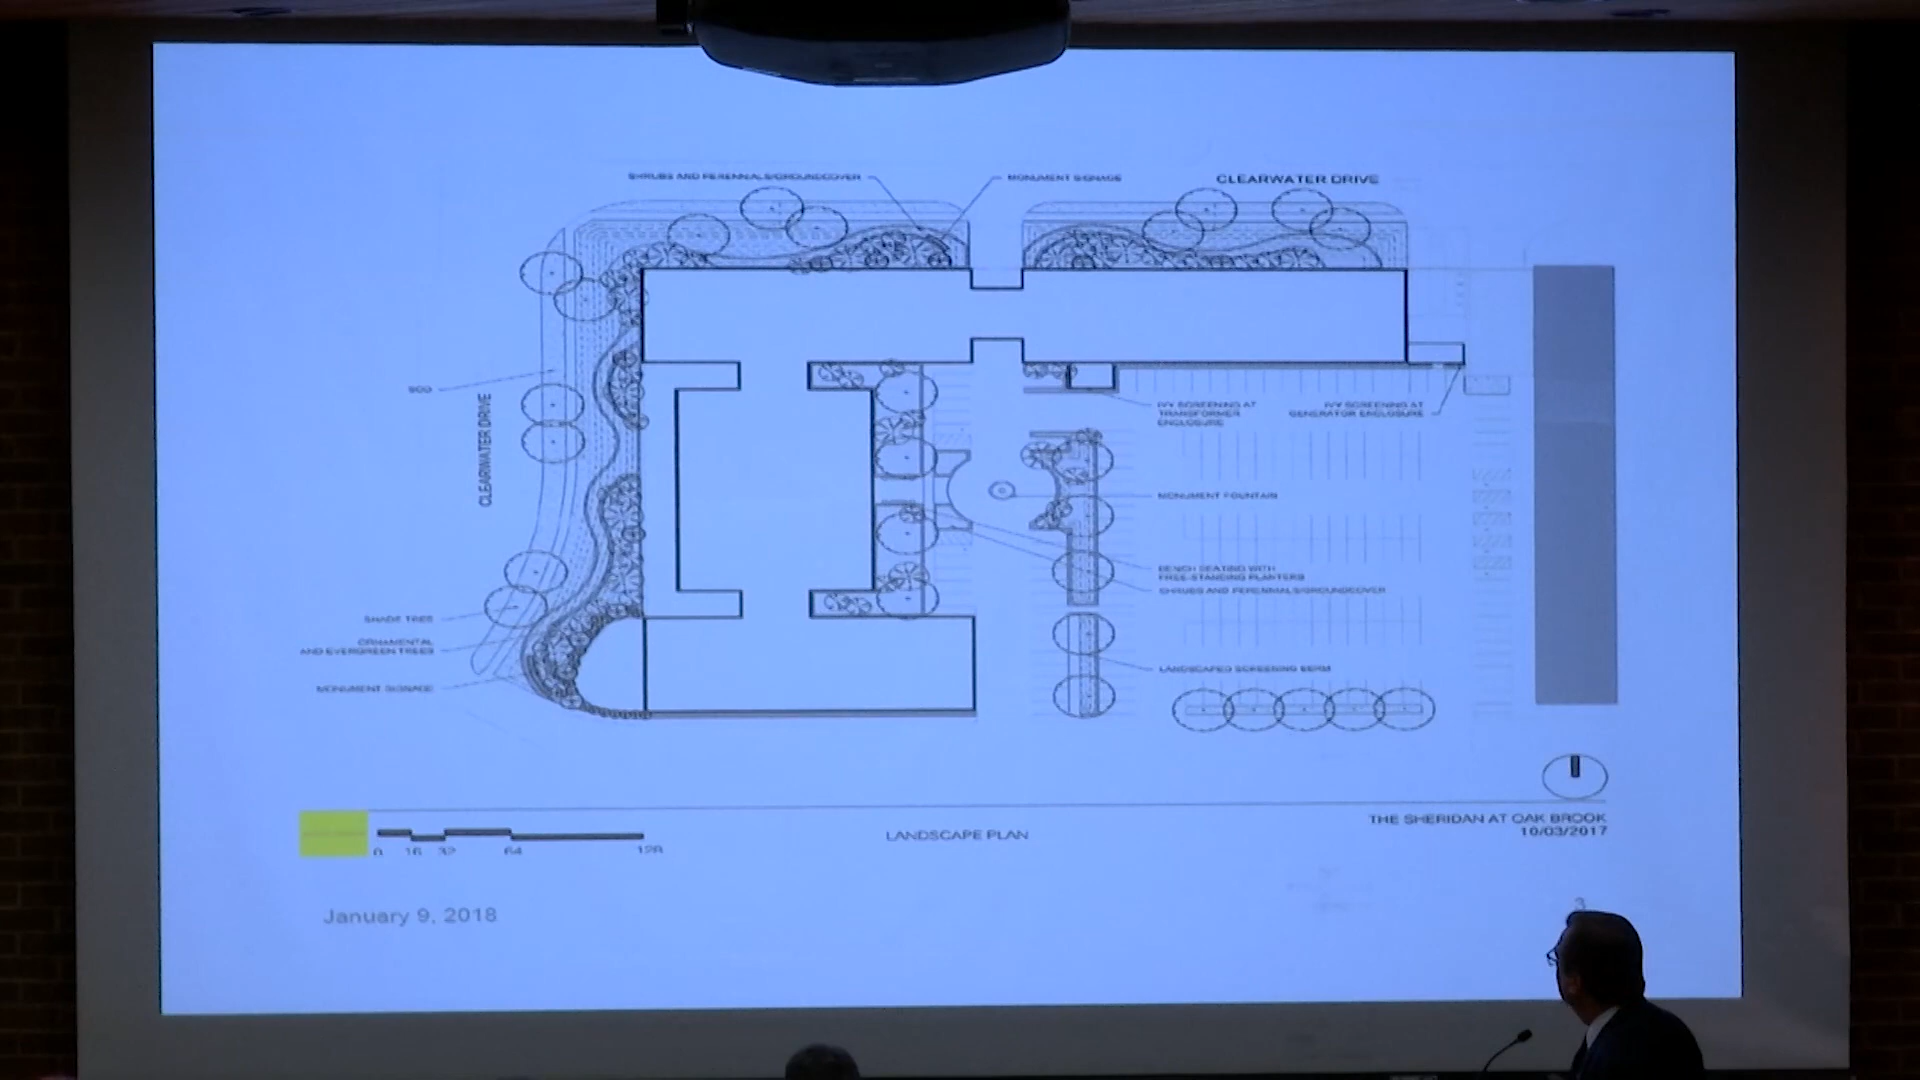 SHRUBS AND PERENNIALS/GROUNDCOVER
MONUMENT SIGNAGE
CLEARWATER DRIVE
SOD
CLEARWATER DRIVE
IVY SCREENING AT
TRANSFORMER
ENCLOSURE
IVY SCREENING AT
GENERATOR ENCLOSURE
MONUMENT FOUNTAIN
BENCH SEATING WITH
FREE-STANDING PLANTERS
SHRUBS AND PERENNIALS/GROUNDCOVER
SHADE TREE
ORNAMENTAL
AND EVERGREEN TREES
LANDSCAPED SCREENING BERM
MONUMENT SIGNAGE
0 16 32 64 128
LANDSCAPE PLAN
THE SHERIDAN AT OAK BROOK
10/03/2017
January 9, 2018
3